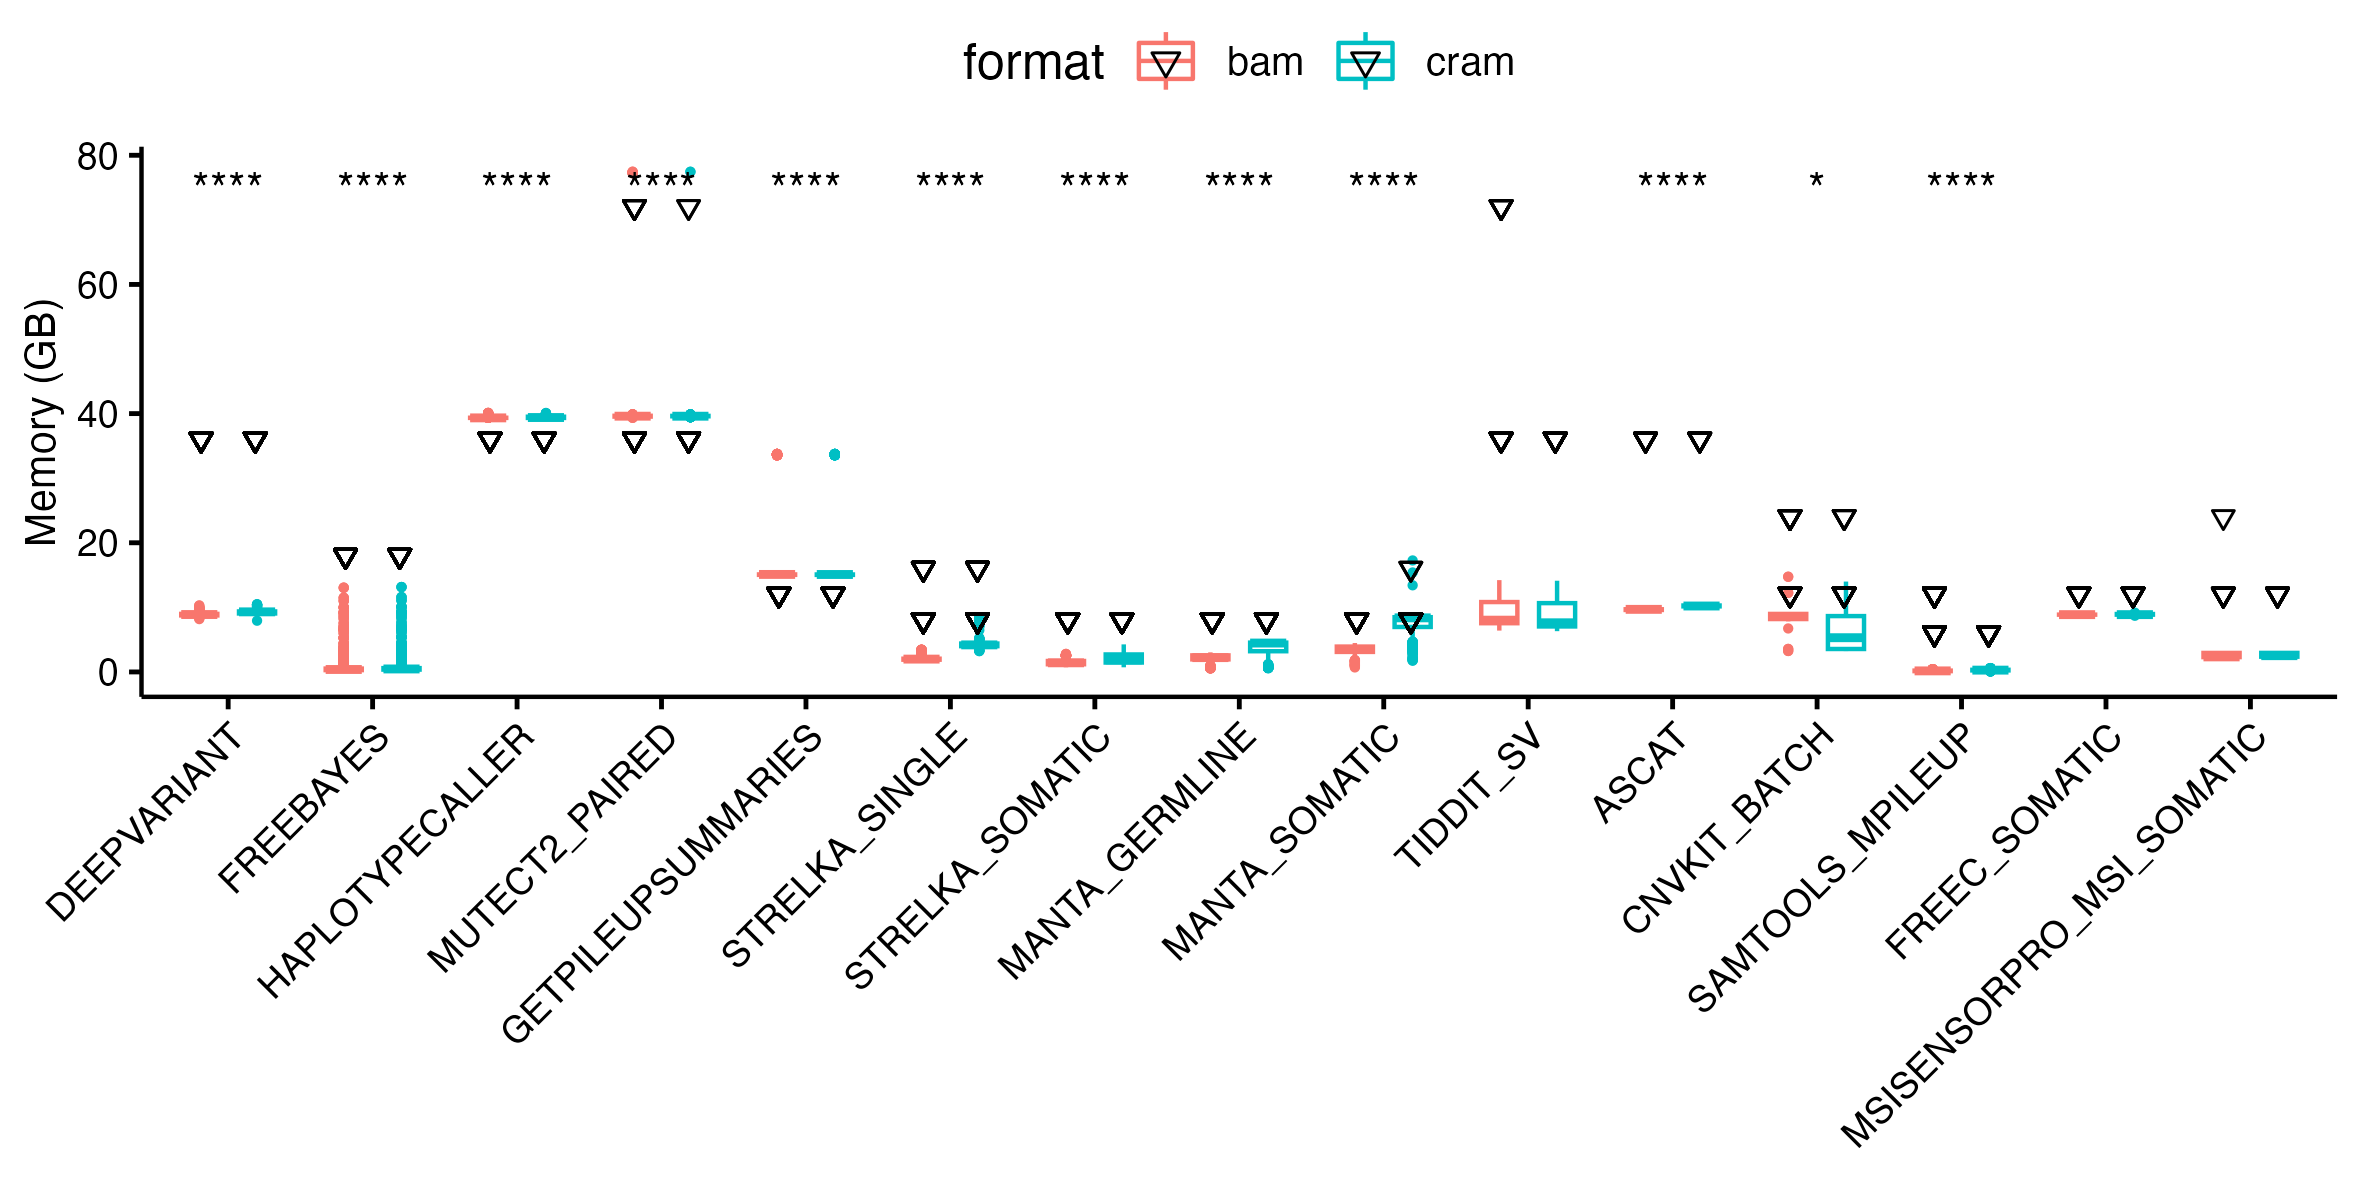 format bam cram
80
60
40
20
0
Memory (GB)
**** **** **** **** **** **** **** **** **** **** * ****
DEEPVARIANT
FREEBAYES
HAPLOTYPECALLER
MUTECT2_PAIRED
GETPILEUPSUMMARIES
STRELKA_SINGLE
STRELKA_SOMATIC
MANTA_GERMLINE
MANTA_SOMATIC
TIDDIT_SV
ASCAT
CNVKIT_BATCH
SAMTOOLS_MPILEUP
FREEC_SOMATIC
MSISENSORPRO_MSI_SOMATIC